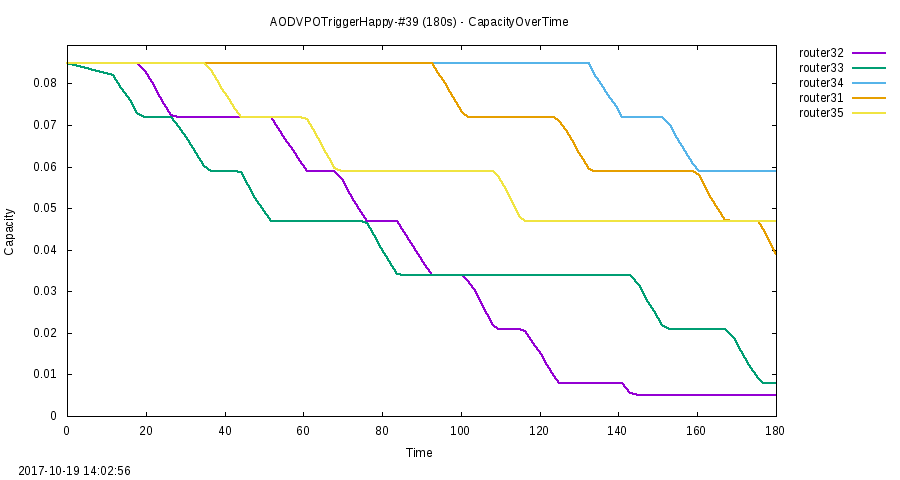 AODVPOTriggerHappy-#39 (180s) - CapacityOverTime
router32
router33
router34
router31
router35
0.08
0.07
0.06
0.05
0.04
0.03
0.02
0.01
0
Capacity
0 20 40 60 80 100 120 140 160 180
Time
2017-10-19 14:02:56